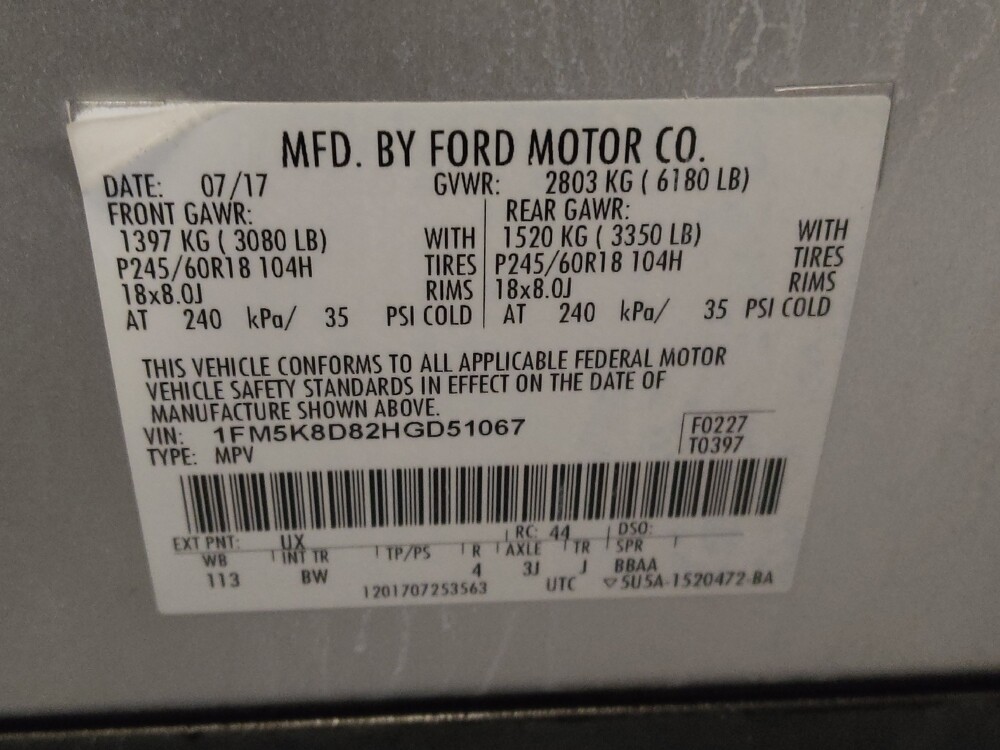 MFD. BY FORD MOTOR CO.
DATE: 07/17 GVWR: 2803 KG ( 6180 LB)
FRONT GAWR: REAR GAWR:
1397 KG ( 3080 LB) WITH 1520 KG ( 3350 LB) WITH
P245/60R18 104H TIRES P245/60R18 104H TIRES
18x8.0J RIMS 18x8.0J RIMS
AT 240 kPa/ 35 PSI COLD AT 240 kPa/ 35 PSI COLD
THIS VEHICLE CONFORMS TO ALL APPLICABLE FEDERAL MOTOR
VEHICLE SAFETY STANDARDS IN EFFECT ON THE DATE OF
MANUFACTURE SHOWN ABOVE.
VIN: 1FM5K8D82HGD51067 F0227
TYPE: MPV T0397
EXT PNT: UX RC: 44 DSO:
WB INT TR TP/PS R AXLE TR SPR
113 BW 4 3J J BBAA
1201707253563 UTC ▽5U5A-1520472-BA